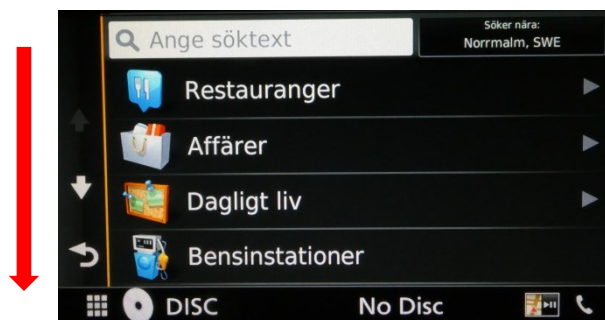 Ange söktext
Söker nära:
Norrmalm, SWE
Restauranger
Affärer
Dagligt liv
Bensinstationer
DISC No Disc